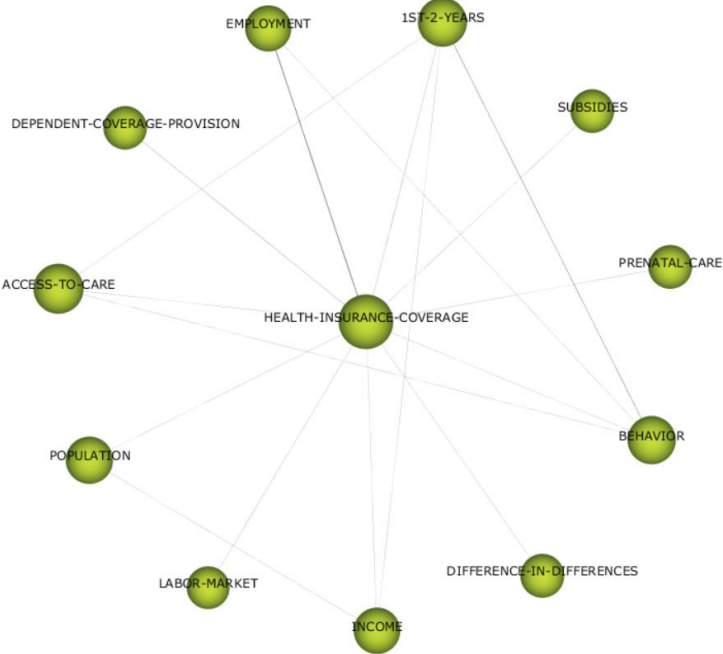 1ST-2-YEARS
EMPLOYMENT
SUBSIDIES
DEPENDENT-COVERAGE-PROVISION
PRENATAL-CARE
ACCESS-TO-CARE
HEALTH-INSURANCE-COVERAGE
BEHAVIOR
POPULATION
DIFFERENCE-IN-DIFFERENCES
LABOR-MARKET
INCOME